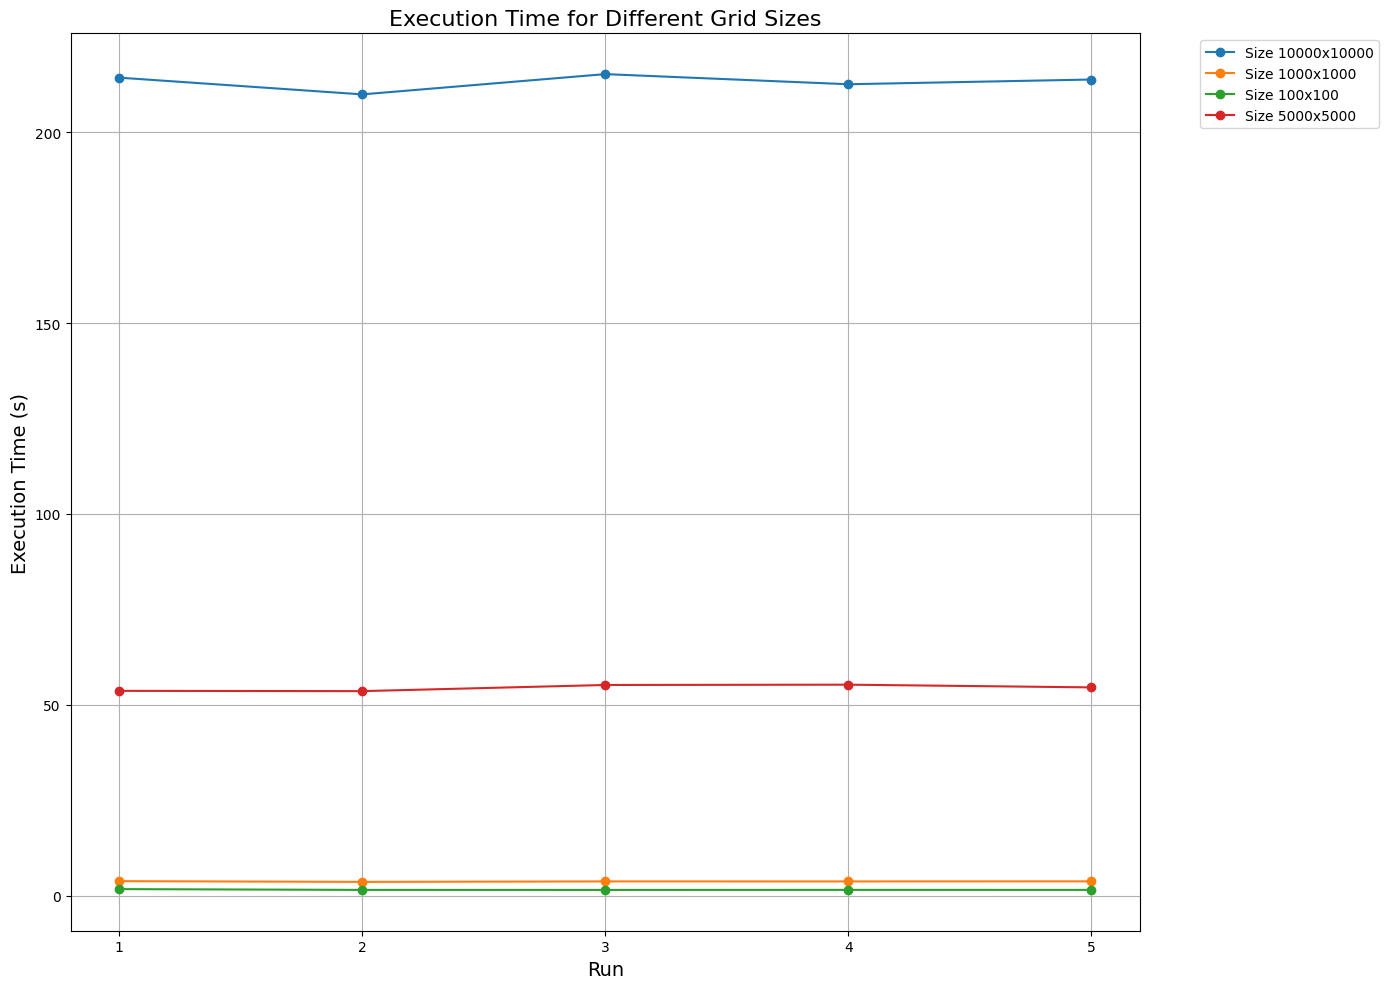 Execution Time for Different Grid Sizes
Size 10000x10000
Size 1000x1000
Size 100x100
Size 5000x5000
200
150
100
50
0
Execution Time (s)
1 2 3 4 5
Run